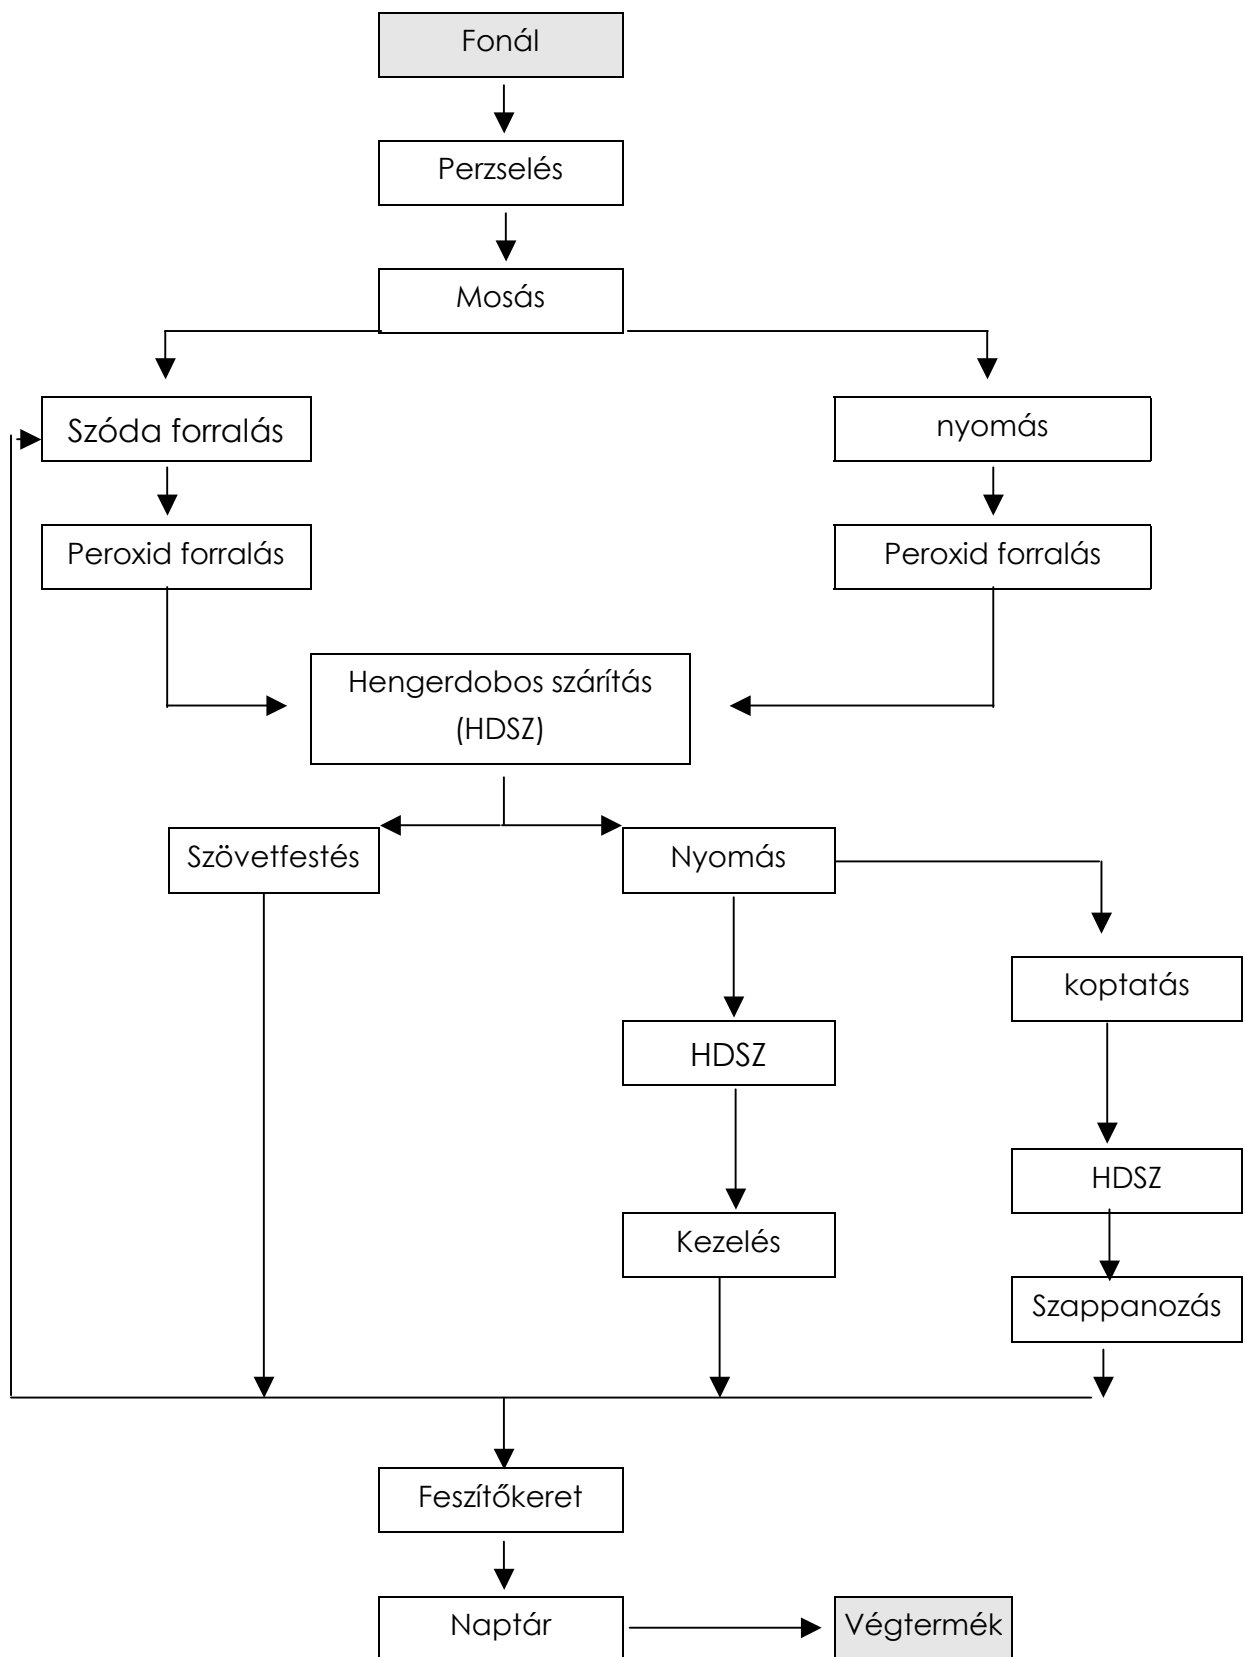 Fonál
Perzselés
Mosás
Szóda forralás
nyomás
Peroxid forralás
Peroxid forralás
Hengerdobos szárítás
(HDSZ)
Szövetfestés
Nyomás
koptatás
HDSZ
HDSZ
Kezelés
Szappanozás
Feszítőkeret
Naptár
Végtermék